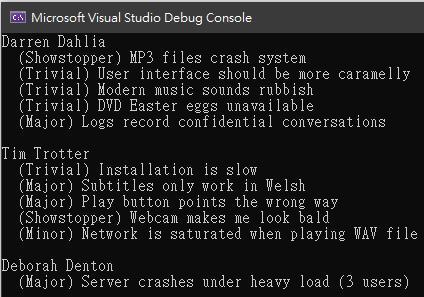 Microsoft Visual Studio Debug Console
Darren Dahlia
(Showstopper) MP3 files crash system
(Trivial) User interface should be more caramelly
(Trivial) Modern music sounds rubbish
(Trivial) DVD Easter eggs unavailable
(Major) Logs record confidential conversations
Tim Trotter
(Trivial) Installation is slow
(Major) Subtitles only work in Welsh
(Major) Play button points the wrong way
(Showstopper) Webcam makes me look bald
(Minor) Network is saturated when playing WAV file
Deborah Denton
(Major) Server crashes under heavy load (3 users)